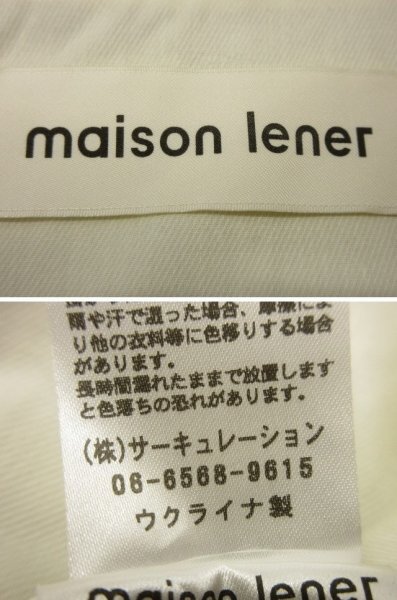 maison lener
雨や汗で湿った場合、摩擦によ
り他の衣料等に色移りする場合
があります。
長時間濡れたままで放置します
と色落ちの恐れがあります。
(株)サーキュレーション
06-6568-9615
ウクライナ製
maison lener